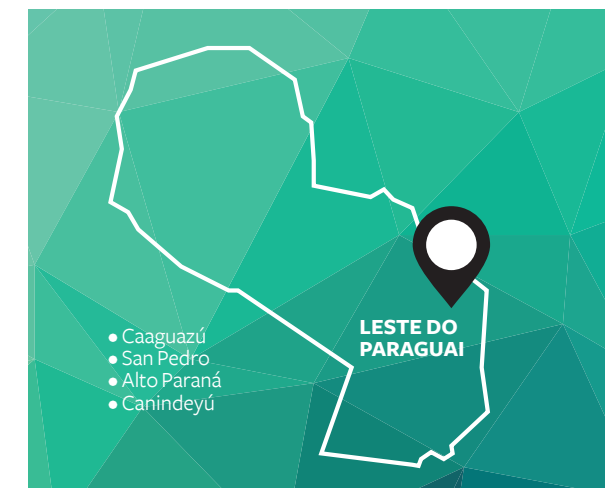 LESTE DO
PARAGUAI
• Caaguazú
• San Pedro
• Alto Paraná
• Canindeyú